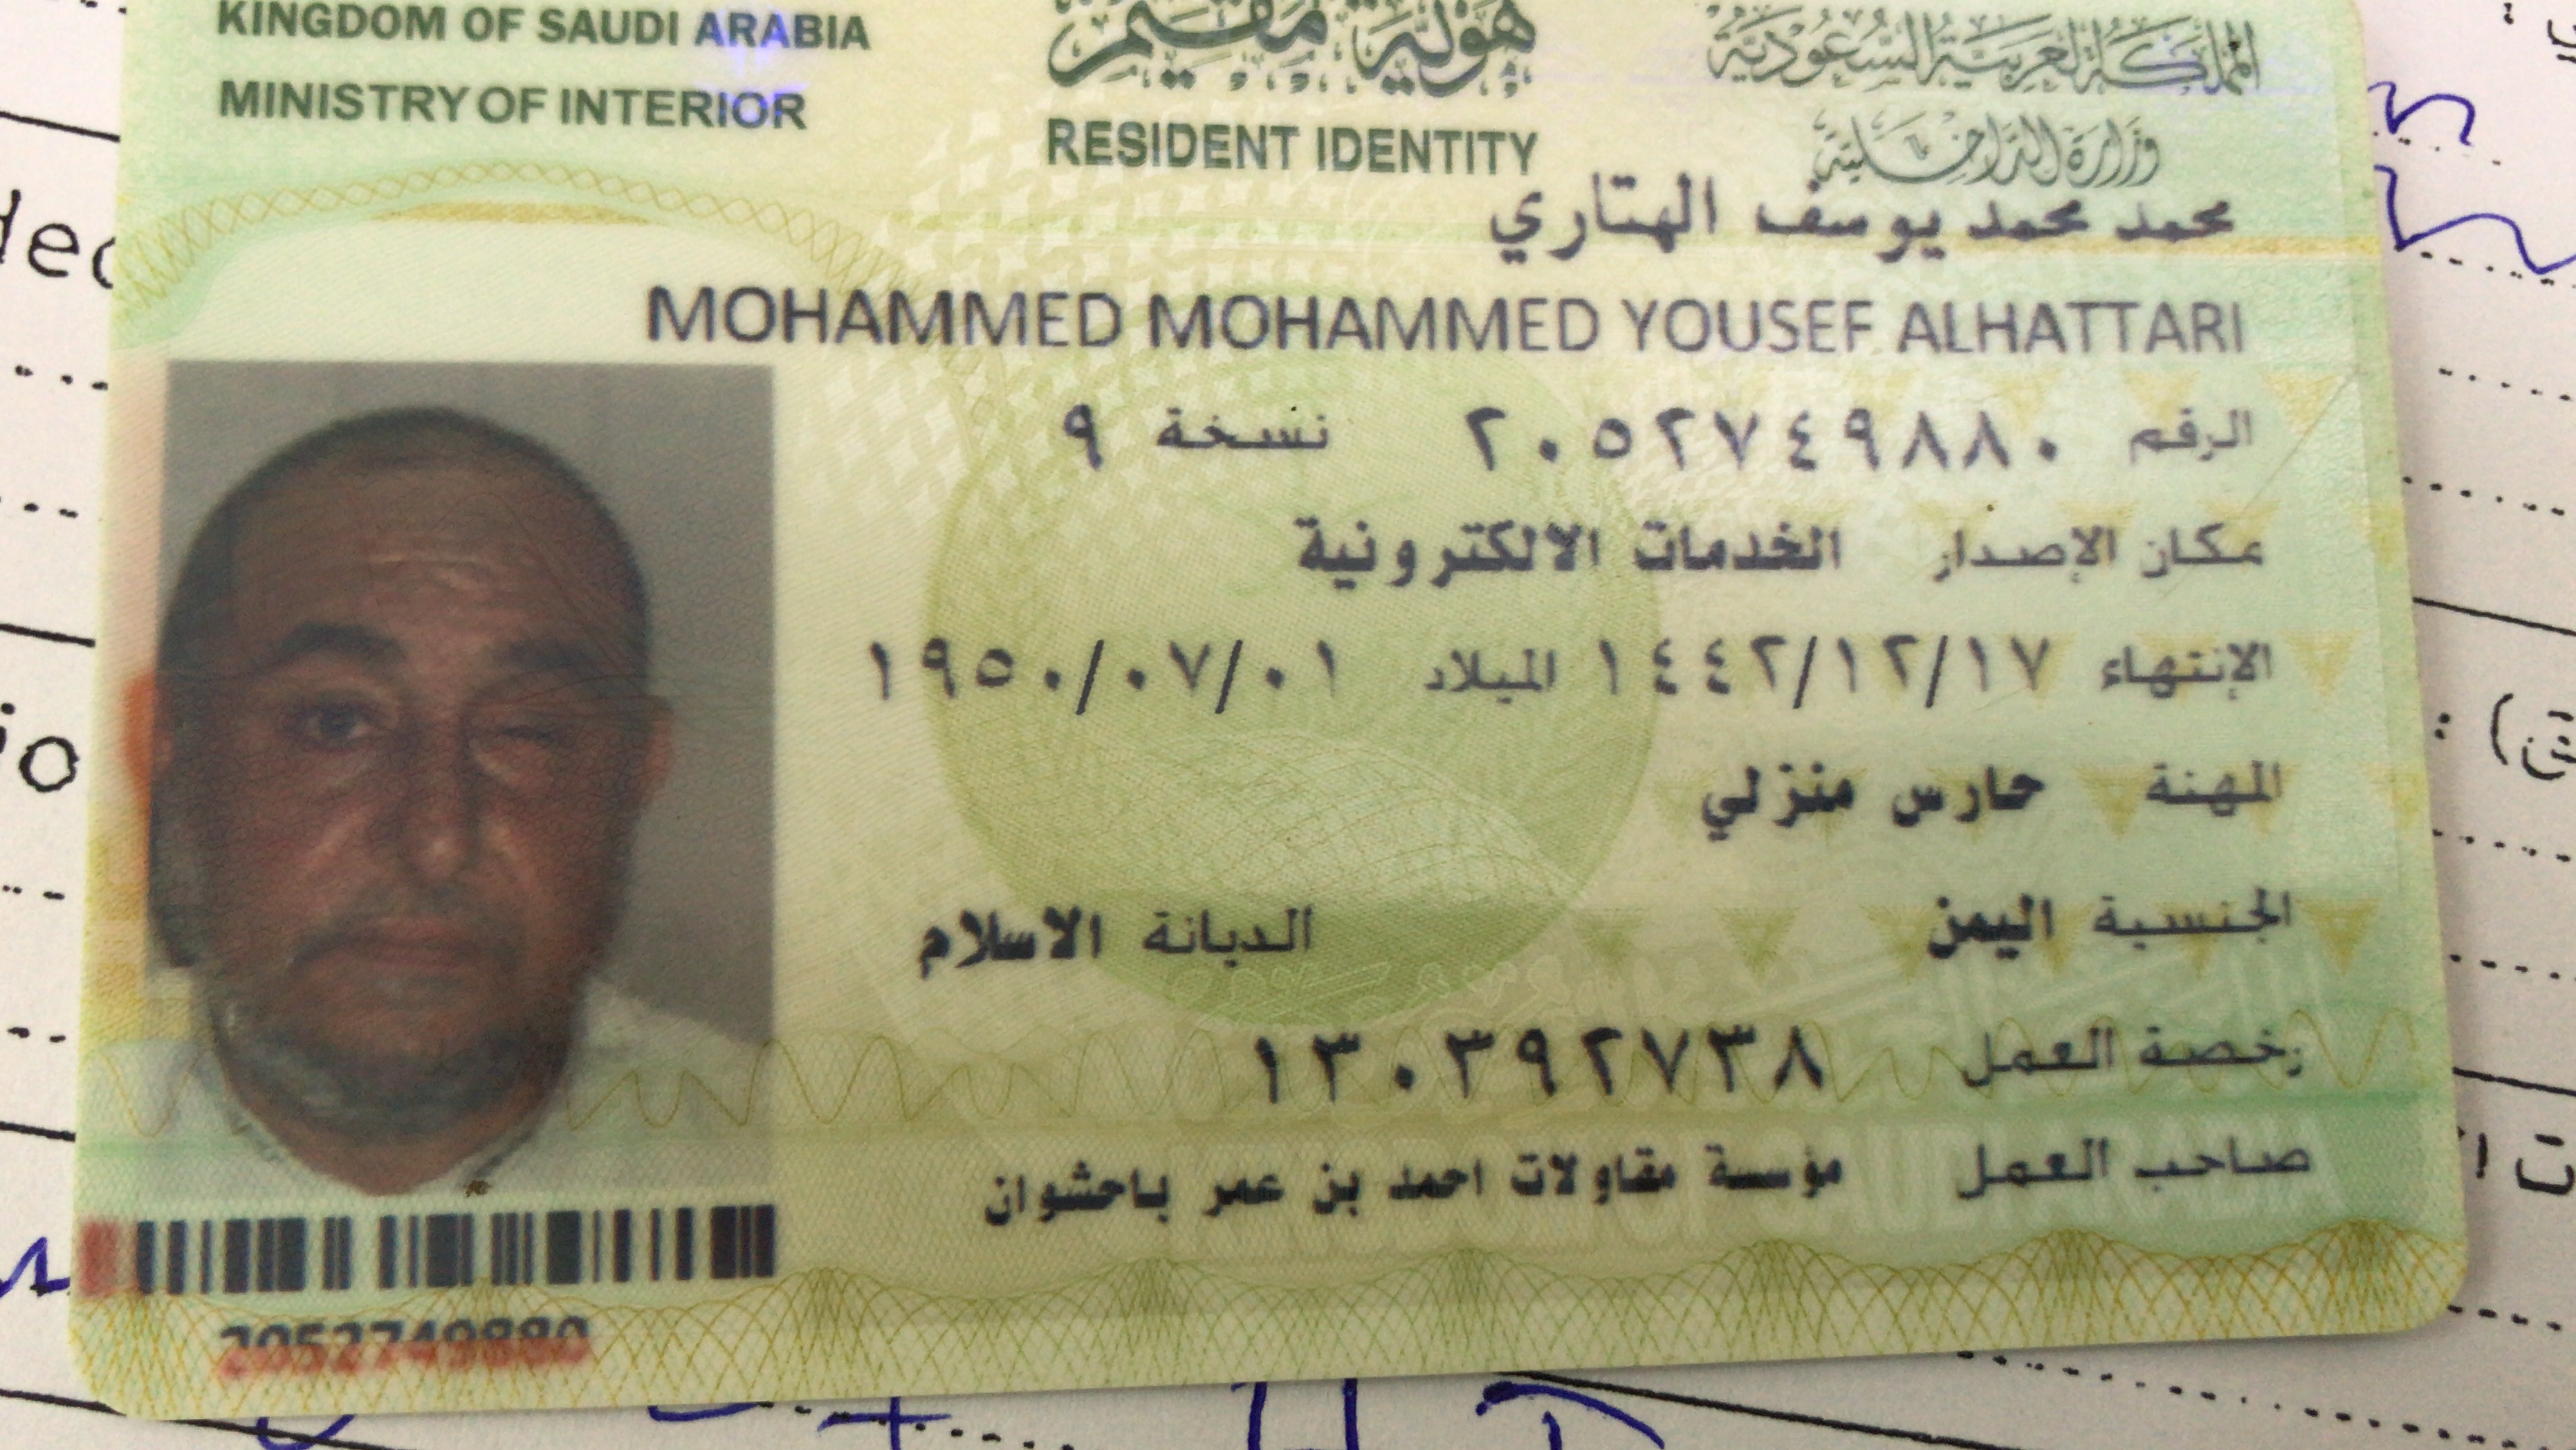 KINGDOM OF SAUDI ARABIA
MINISTRY OF INTERIOR
هوية مقيم
RESIDENT IDENTITY
المملكة العربية السعودية
وزارة الداخلية
محمد محمد يوسف الهتاري
MOHAMMED MOHAMMED YOUSEF ALHATTARI
الرقم ٢٠٥٢٧٤٩٨٨٠ نسخة ٩
مكان الإصدار الخدمات الالكترونية
الإنتهاء ١٤٤٢/١٢/١٧ الميلاد ١٩٥٠/٠٧/٠١
المهنة حارس منزلي
الجنسية اليمن الديانة الاسلام
رخصة العمل ١٣٠٣٩٢٧٣٨
صاحب العمل مؤسسة مقاولات احمد بن عمر باحشوان
2052749880